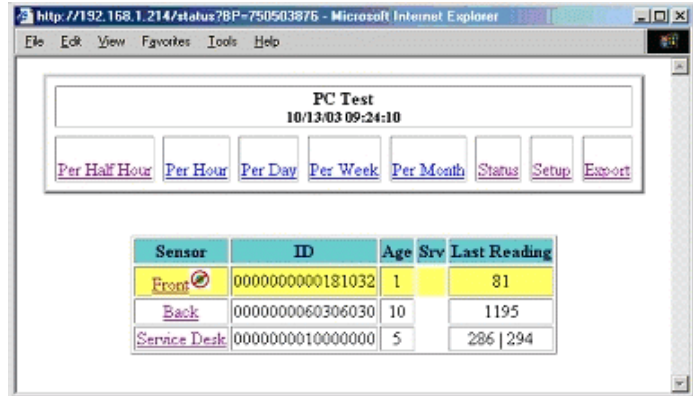 http://192.168.1.214/status?BP=750503876 - Microsoft Internet Explorer
File Edit View Favorites Tools Help
PC Test
10/13/03 09:24:10
Per Half Hour Per Hour Per Day Per Week Per Month Status Setup Export
Sensor ID Age Srv Last Reading
Front 0000000000181032 1 81
Back 0000000060306030 10 1195
Service Desk 0000000010000000 5 286 | 294